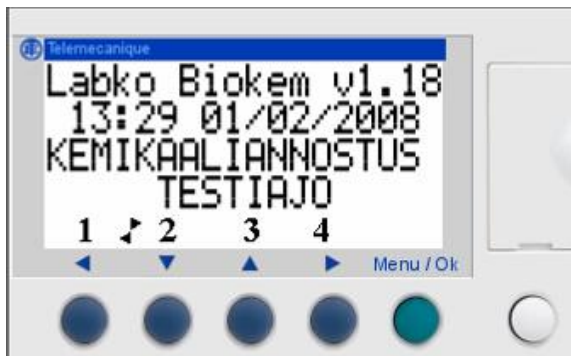 Telemecanique
Labko Biokem v1.18
13:29 01/02/2008
KEMIKAALIANNOSTUS
TESTIAJO
1 2 3 4
Menu / Ok